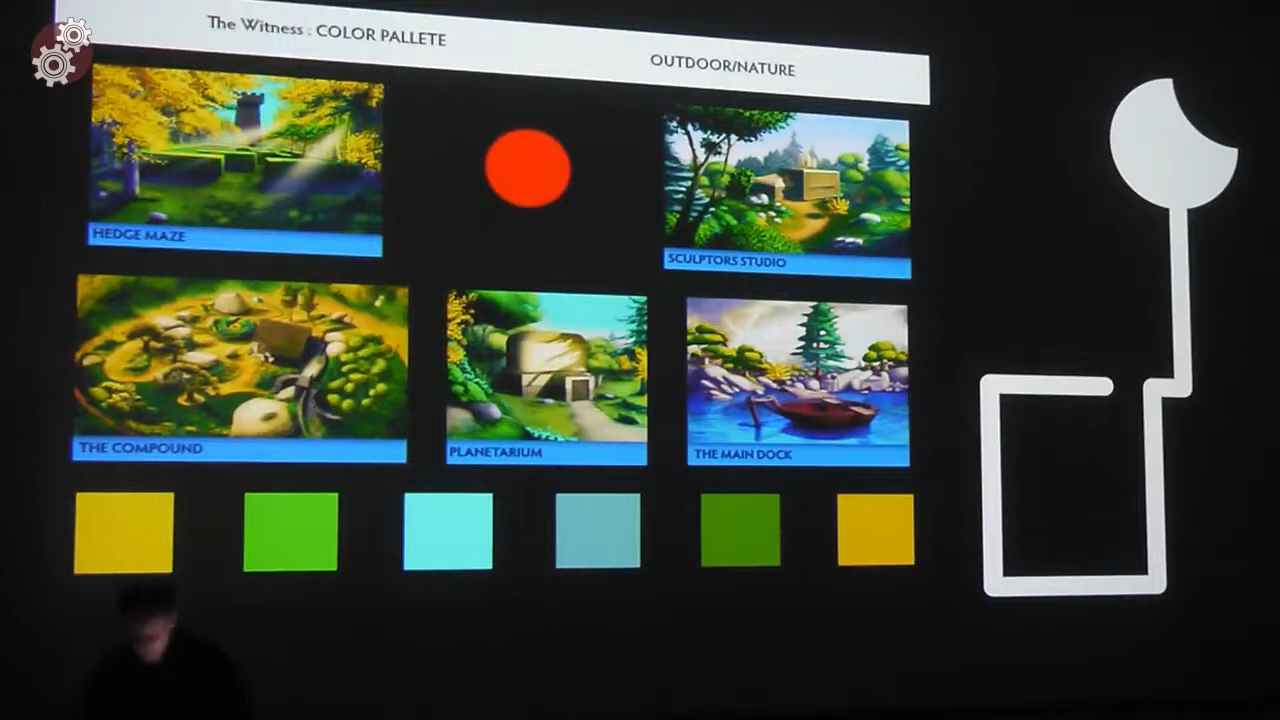 The Witness : COLOR PALLETE
OUTDOOR/NATURE
HEDGE MAZE
SCULPTORS STUDIO
THE COMPOUND
PLANETARIUM
THE MAIN DOCK